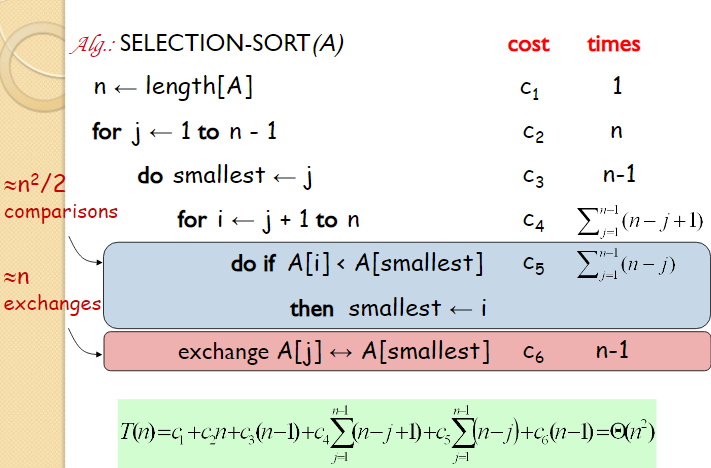 Alg.: SELECTION-SORT(A) cost times
n ← length[A] c₁ 1
for j ← 1 to n - 1 c₂ n
do smallest ← j c₃ n-1
≈n²/2
comparisons
for i ← j + 1 to n c₄ ∑_{j=1}^{n-1}(n-j+1)
≈n
exchanges
do if A[i] < A[smallest] c₅ ∑_{j=1}^{n-1}(n-j)
then smallest ← i
exchange A[j] ↔ A[smallest] c₆ n-1
T(n)=c₁+c₂n+c₃(n-1)+c₄∑_{j=1}^{n-1}(n-j+1)+c₅∑_{j=1}^{n-1}(n-j)+c₆(n-1)=Θ(n²)